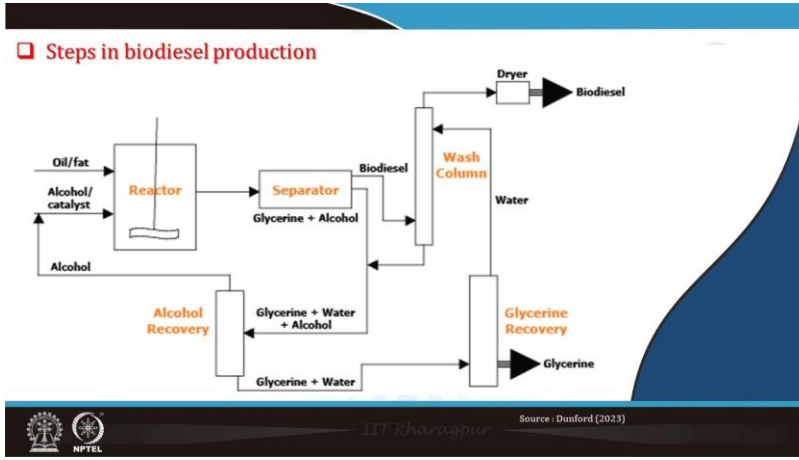 Steps in biodiesel production
Dryer
Biodiesel
Oil/fat
Reactor
Alcohol/
catalyst
Separator
Biodiesel
Glycerine + Alcohol
Wash
Column
Water
Alcohol
Alcohol
Recovery
Glycerine + Water
+ Alcohol
Glycerine
Recovery
Glycerine
Glycerine + Water
NPTEL
IIT Kharagpur
Source : Dunford (2023)